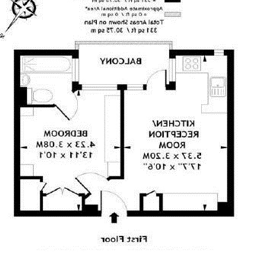 Approximate Additional Area*
Total Areas Shown on Plan
331 sq ft / 30.75 sq m
BALCONY
BEDROOM
4.23 x 3.08M
13'11 x 10'1
KITCHEN/
RECEPTION
ROOM
5.37 x 3.20M
17'7" x 10'6"
First Floor